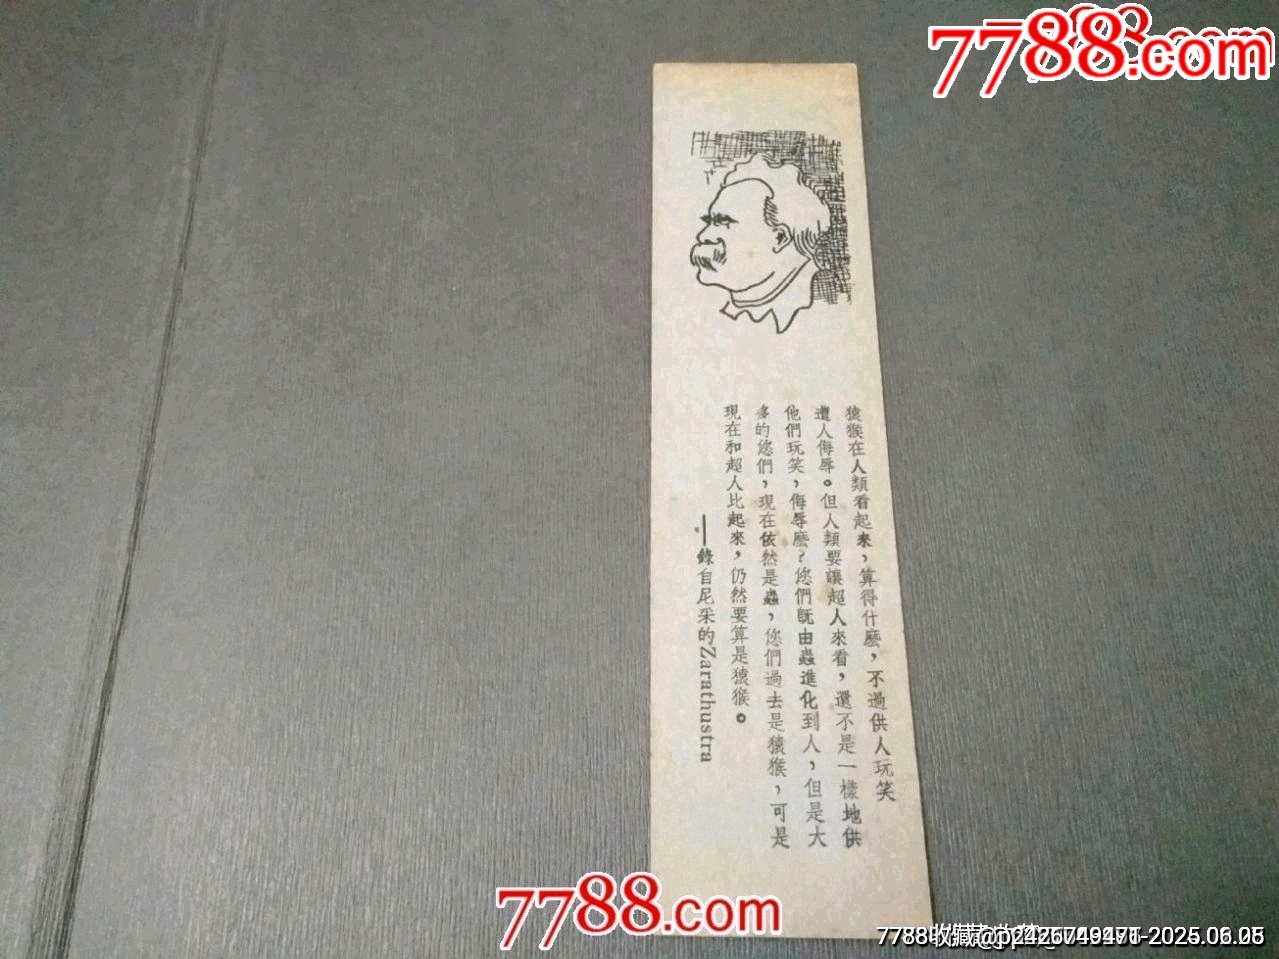 7788.com
猿猴在人類看起來，算得什麽，不過供人玩笑
遭人侮辱。但人類要讓超人來看，還不是一樣地供
他們玩笑，侮辱麽？您們既由蟲進化到人，但是大
多的您們，現在依然是蟲，您們過去是猿猴，可是
現在和超人比起來，仍然要算是猿猴。
——錄自尼采的Zarathustra
7788.com